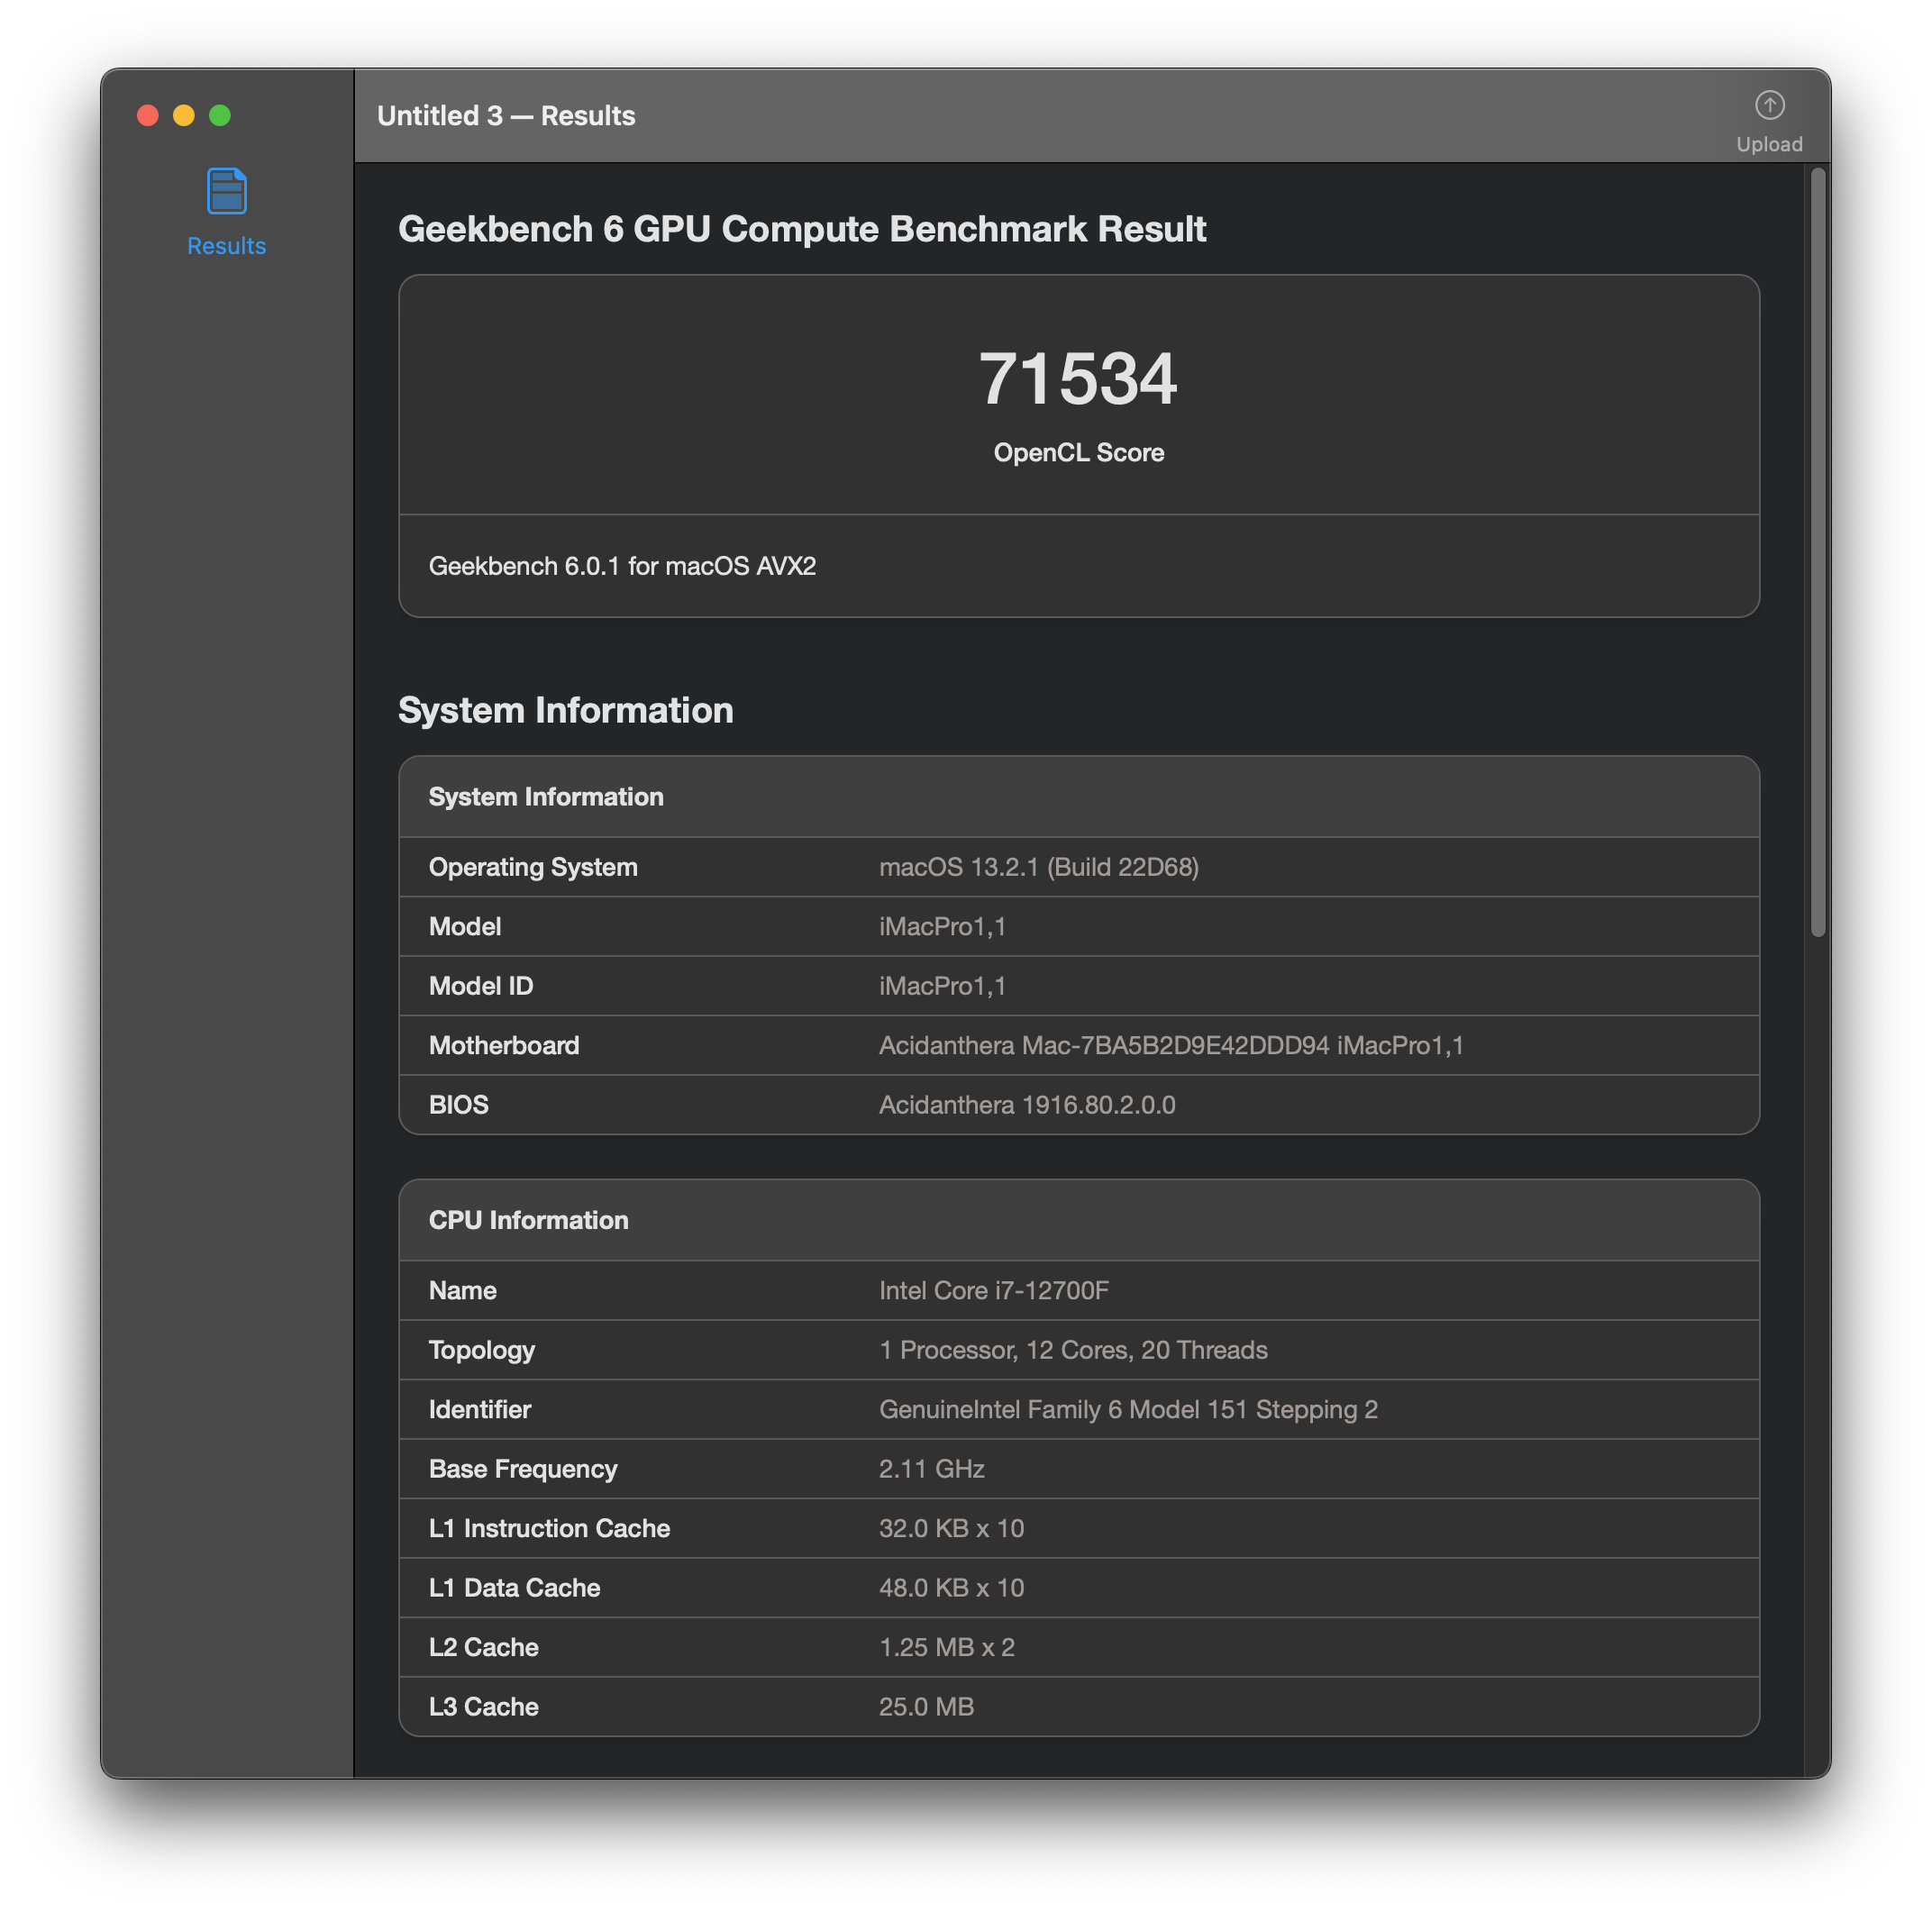 Untitled 3 — Results
Upload
Results
Geekbench 6 GPU Compute Benchmark Result
71534
OpenCL Score
Geekbench 6.0.1 for macOS AVX2
System Information
System Information
Operating System macOS 13.2.1 (Build 22D68)
Model iMacPro1,1
Model ID iMacPro1,1
Motherboard Acidanthera Mac-7BA5B2D9E42DDD94 iMacPro1,1
BIOS Acidanthera 1916.80.2.0.0
CPU Information
Name Intel Core i7-12700F
Topology 1 Processor, 12 Cores, 20 Threads
Identifier GenuineIntel Family 6 Model 151 Stepping 2
Base Frequency 2.11 GHz
L1 Instruction Cache 32.0 KB x 10
L1 Data Cache 48.0 KB x 10
L2 Cache 1.25 MB x 2
L3 Cache 25.0 MB